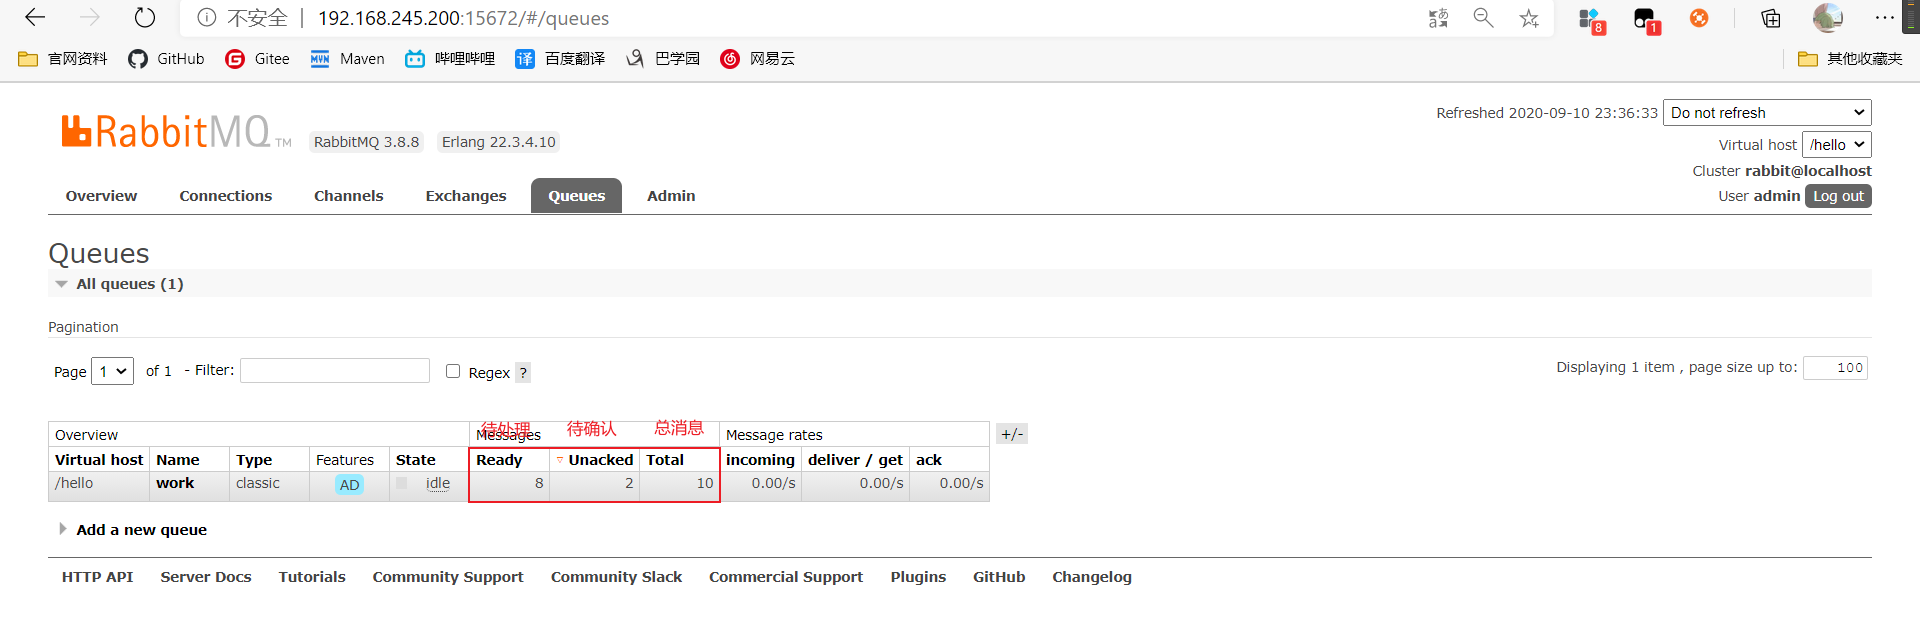 不安全 | 192.168.245.200:15672/#/queues
8 1
官网资料 GitHub Gitee MVN Maven 哔哩哔哩 译 百度翻译 巴学园 网易云 其他收藏夹
Refreshed 2020-09-10 23:36:33 Do not refresh
RabbitMQ TM RabbitMQ 3.8.8 Erlang 22.3.4.10
Virtual host /hello
Cluster rabbit@localhost
User admin Log out
Overview Connections Channels Exchanges Queues Admin
Queues
All queues (1)
Pagination
Page 1 of 1 - Filter: Regex ? Displaying 1 item , page size up to: 100
待处理 待确认 总消息
Overview Messages Message rates +/-
Virtual host Name Type Features State Ready Unacked Total incoming deliver / get ack
/hello work classic AD idle 8 2 10 0.00/s 0.00/s 0.00/s
Add a new queue
HTTP API Server Docs Tutorials Community Support Community Slack Commercial Support Plugins GitHub Changelog